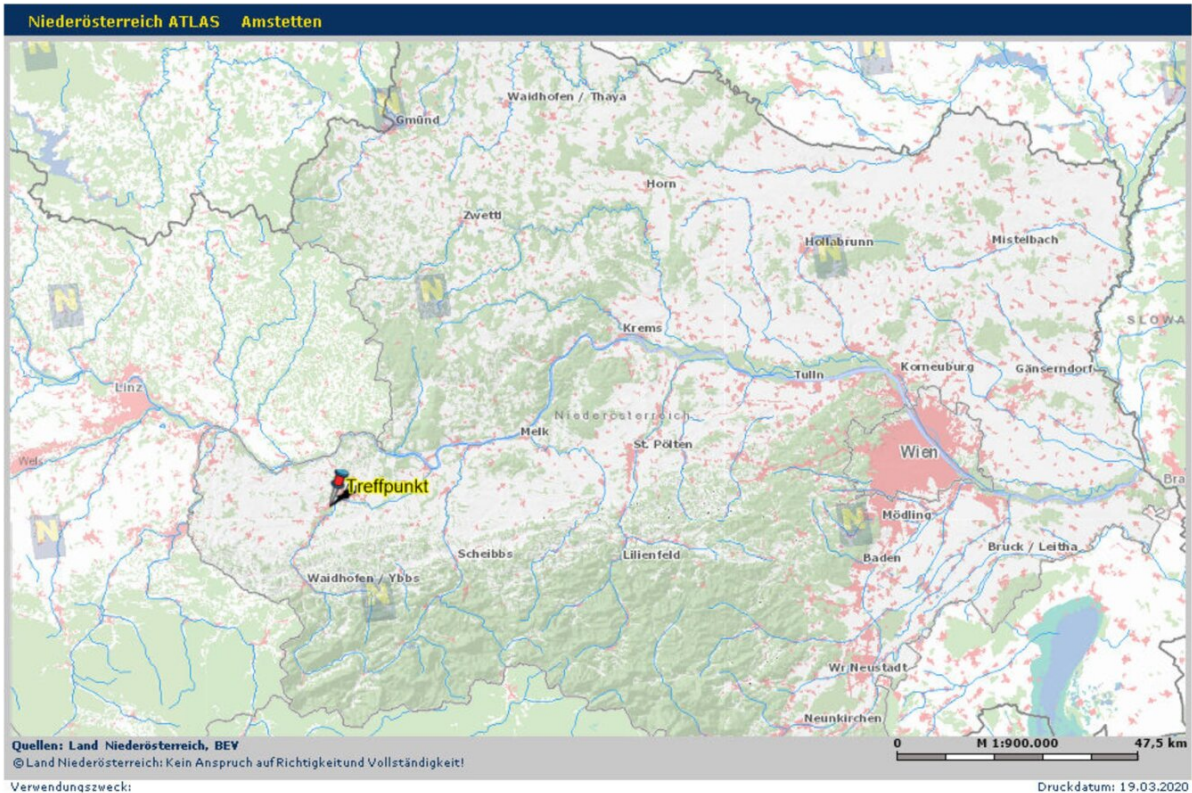 Niederösterreich ATLAS Amstetten
N
N
N
Waidhofen / Thaya
N
Gmünd
Horn
Zwettl
Hollabrunn
Mistelbach
N
N
N
SLOWA
Krems
Tulln
Korneuburg
Gänserndorf
Linz
Niederösterreich
Melk
St. Pölten
Wien
Wels
Bra
Treffpunkt
Mödling
N
N
Scheibbs
Lilienfeld
Baden
Bruck / Leitha
Waidhofen / Ybbs
N
Wr Neustadt
Neunkirchen
Quellen: Land Niederösterreich, BEV
0 M 1:900.000 47,5 km
©Land Niederösterreich: Kein Anspruch auf Richtigkeit und Vollständigkeit!
Verwendungszweck:
Druckdatum: 19.03.2020